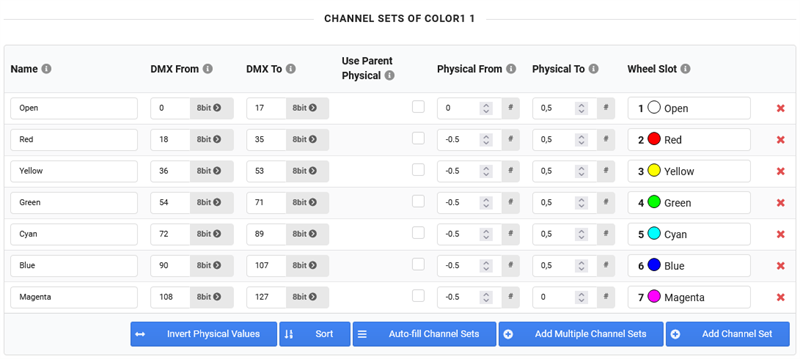 CHANNEL SETS OF COLOR1 1
Name DMX From DMX To Use Parent Physical Physical From Physical To Wheel Slot
Open 0 8bit 17 8bit 0 # 0,5 # 1 Open
Red 18 8bit 35 8bit -0.5 # 0,5 # 2 Red
Yellow 36 8bit 53 8bit -0.5 # 0,5 # 3 Yellow
Green 54 8bit 71 8bit -0.5 # 0,5 # 4 Green
Cyan 72 8bit 89 8bit -0.5 # 0,5 # 5 Cyan
Blue 90 8bit 107 8bit -0.5 # 0,5 # 6 Blue
Magenta 108 8bit 127 8bit -0.5 # 0 # 7 Magenta
Invert Physical Values Sort Auto-fill Channel Sets Add Multiple Channel Sets Add Channel Set